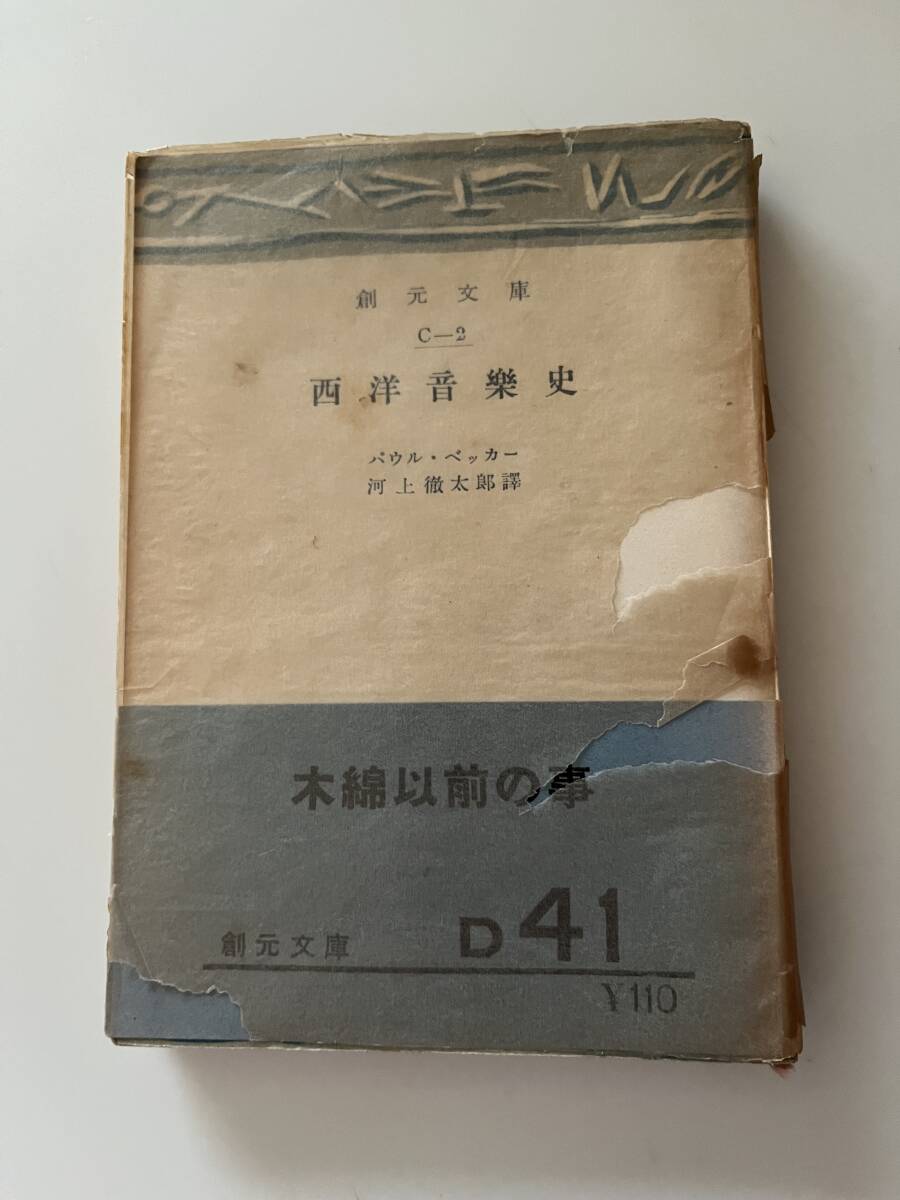 創元文庫
C—2
西洋音樂史
パウル・ベッカー
河上徹太郎譯
木綿以前の事
創元文庫 D41
¥110